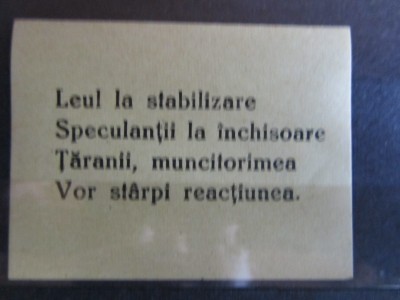 Leul la stabilizare
Speculanții la închisoare
Țăranii, muncitorimea
Vor stârpi reacțiunea.